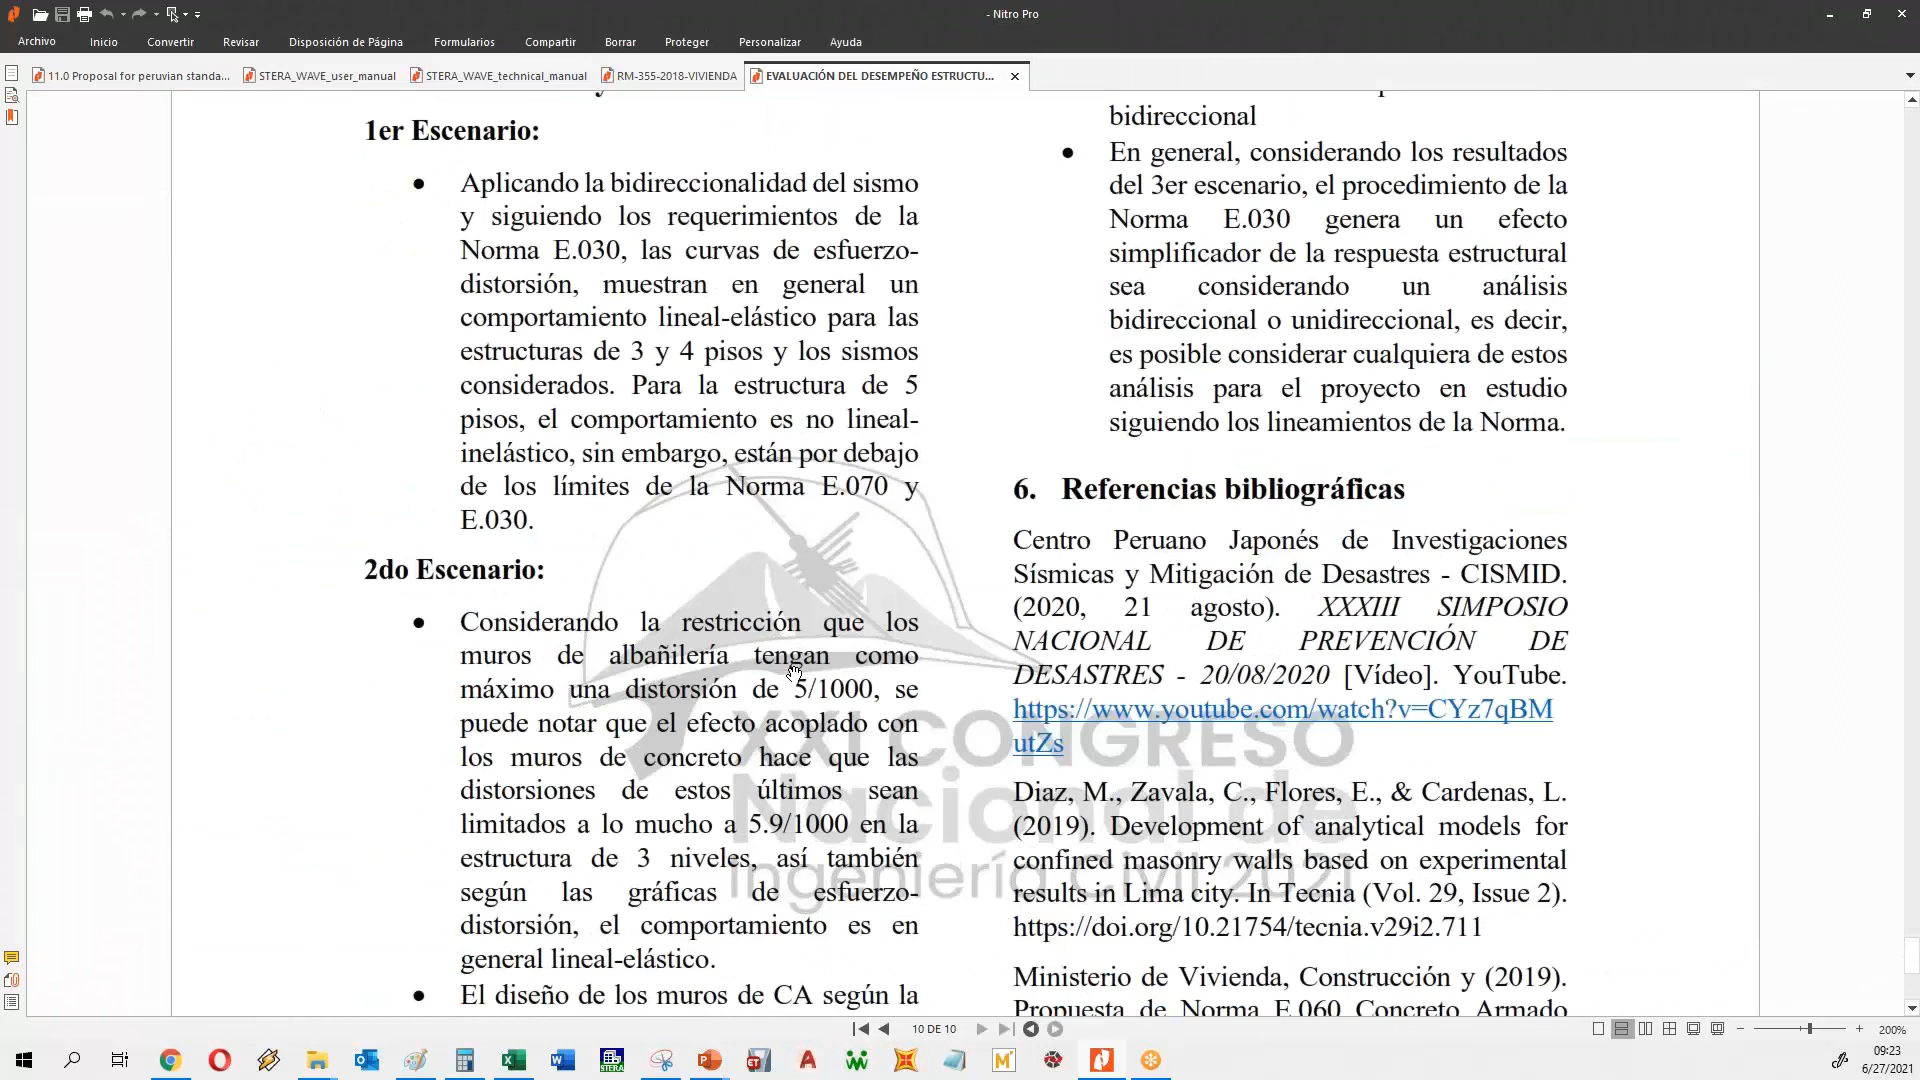 - Nitro Pro
Archivo
Inicio
Convertir
Revisar
Disposición de Página
Formularios
Compartir
Borrar
Proteger
Personalizar
Ayuda
11.0 Proposal for peruvian standa...
STERA_WAVE_user_manual
STERA_WAVE_technical_manual
RM-355-2018-VIVIENDA
EVALUACIÓN DEL DESEMPEÑO ESTRUCTU...
1er Escenario:
• Aplicando la bidireccionalidad del sismo
y siguiendo los requerimientos de la
Norma E.030, las curvas de esfuerzo-
distorsión, muestran en general un
comportamiento lineal-elástico para las
estructuras de 3 y 4 pisos y los sismos
considerados. Para la estructura de 5
pisos, el comportamiento es no lineal-
inelástico, sin embargo, están por debajo
de los límites de la Norma E.070 y
E.030.
2do Escenario:
• Considerando la restricción que los
muros de albañilería tengan como
máximo una distorsión de 5/1000, se
puede notar que el efecto acoplado con
los muros de concreto hace que las
distorsiones de estos últimos sean
limitados a lo mucho a 5.9/1000 en la
estructura de 3 niveles, así también
según las gráficas de esfuerzo-
distorsión, el comportamiento es en
general lineal-elástico.
• El diseño de los muros de CA según la
bidireccional
• En general, considerando los resultados
del 3er escenario, el procedimiento de la
Norma E.030 genera un efecto
simplificador de la respuesta estructural
sea considerando un análisis
bidireccional o unidireccional, es decir,
es posible considerar cualquiera de estos
análisis para el proyecto en estudio
siguiendo los lineamientos de la Norma.
6. Referencias bibliográficas
Centro Peruano Japonés de Investigaciones
Sísmicas y Mitigación de Desastres - CISMID.
(2020, 21 agosto). XXXIII SIMPOSIO
NACIONAL DE PREVENCIÓN DE
DESASTRES - 20/08/2020 [Vídeo]. YouTube.
https://www.youtube.com/watch?v=CYz7qBM
utZs
Diaz, M., Zavala, C., Flores, E., & Cardenas, L.
(2019). Development of analytical models for
confined masonry walls based on experimental
results in Lima city. In Tecnia (Vol. 29, Issue 2).
https://doi.org/10.21754/tecnia.v29i2.711
Ministerio de Vivienda, Construcción y (2019).
Propuesta de Norma E.060 Concreto Armado
XXI CONGRESO
Nacional de
Ingeniería Civil 2021
10 DE 10
200%
STERA
ET
09:23
6/27/2021